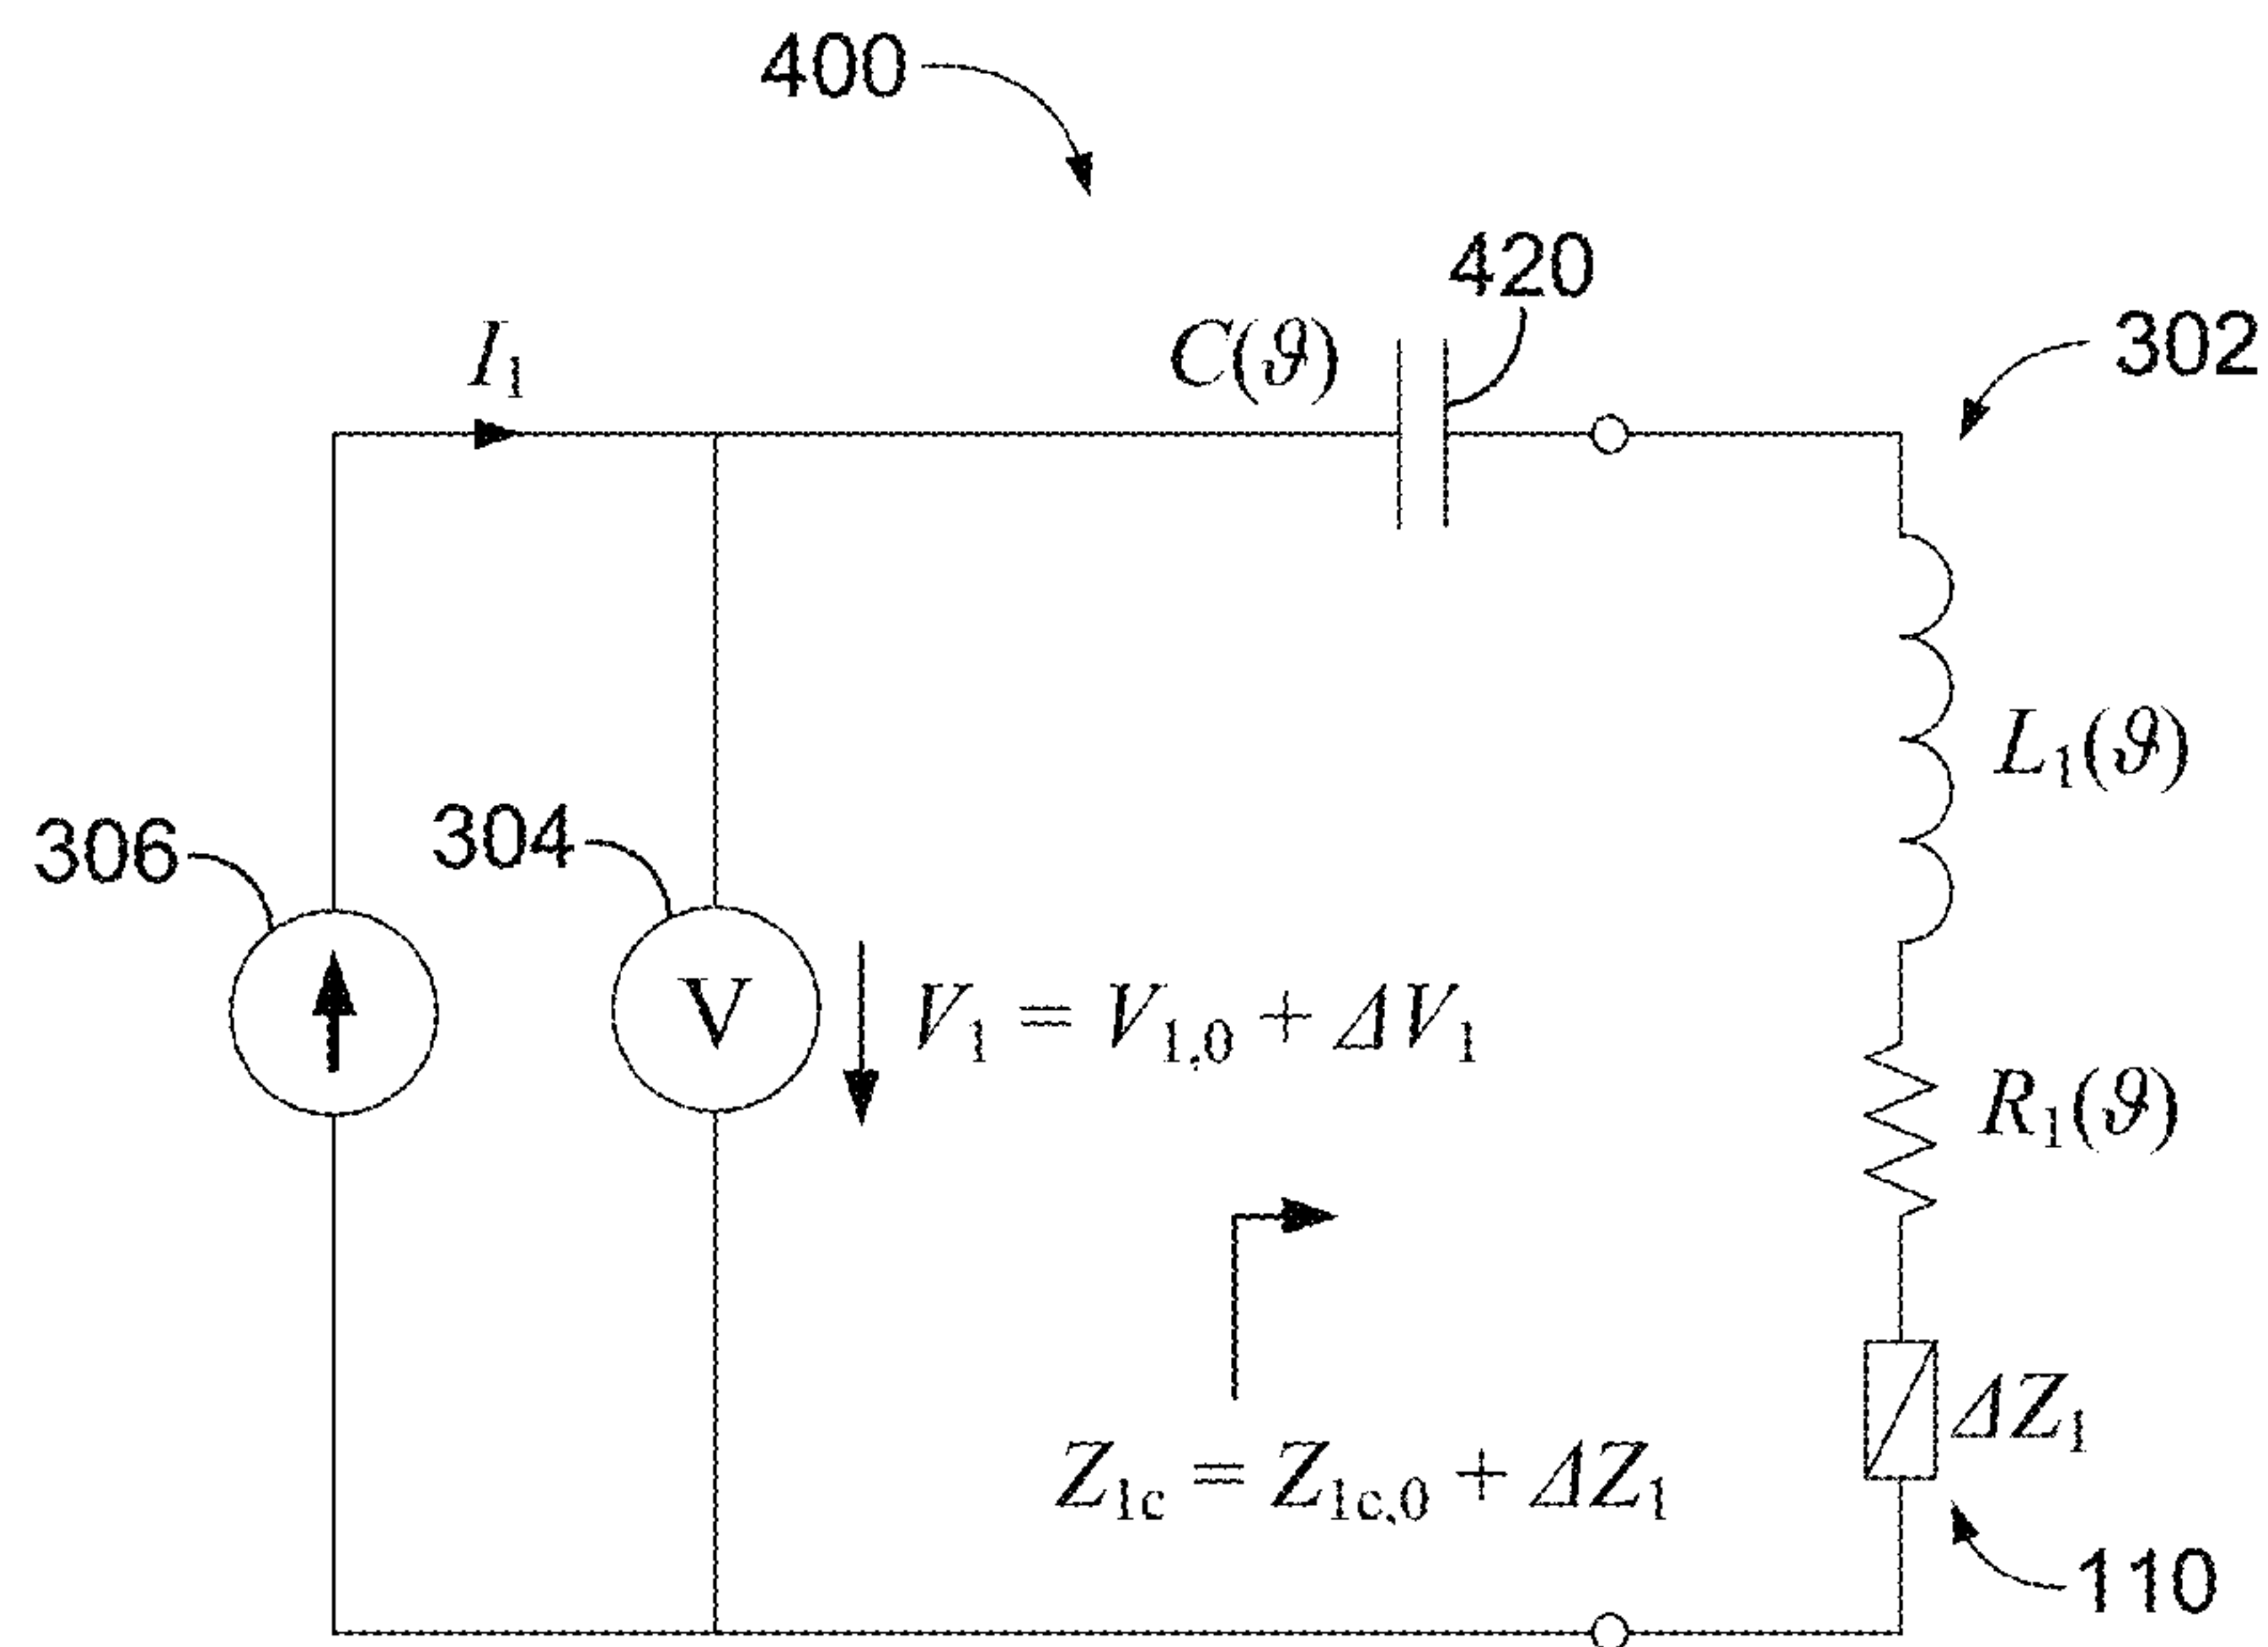 400
420
302
I₁
C(ϑ)
L₁(ϑ)
306
304
V
V₁ = V₁,₀ + ΔV₁
R₁(ϑ)
Z₁c = Z₁c,₀ + ΔZ₁
ΔZ₁
110